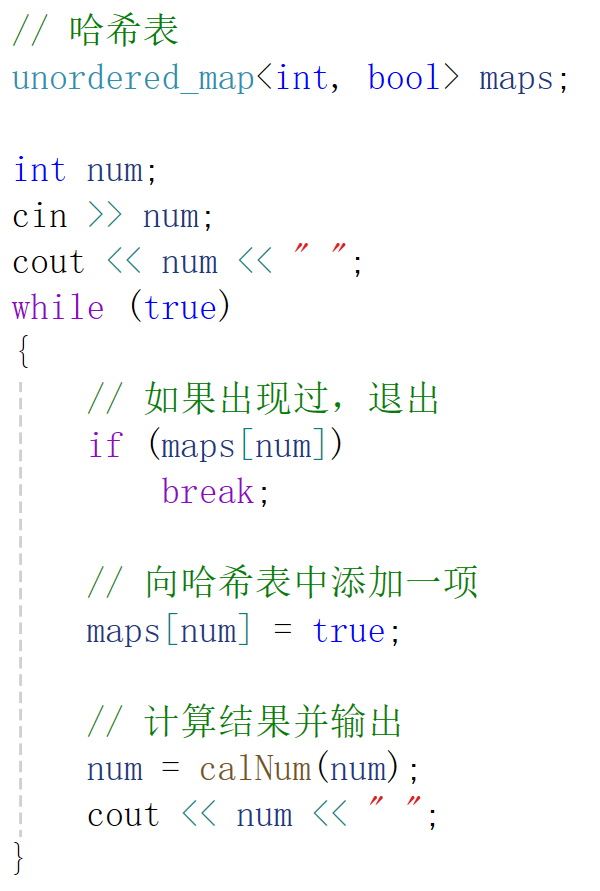 // 哈希表
unordered_map<int, bool> maps;
int num;
cin >> num;
cout << num << " ";
while (true)
{
// 如果出现过，退出
if (maps[num])
break;
// 向哈希表中添加一项
maps[num] = true;
// 计算结果并输出
num = calNum(num);
cout << num << " ";
}